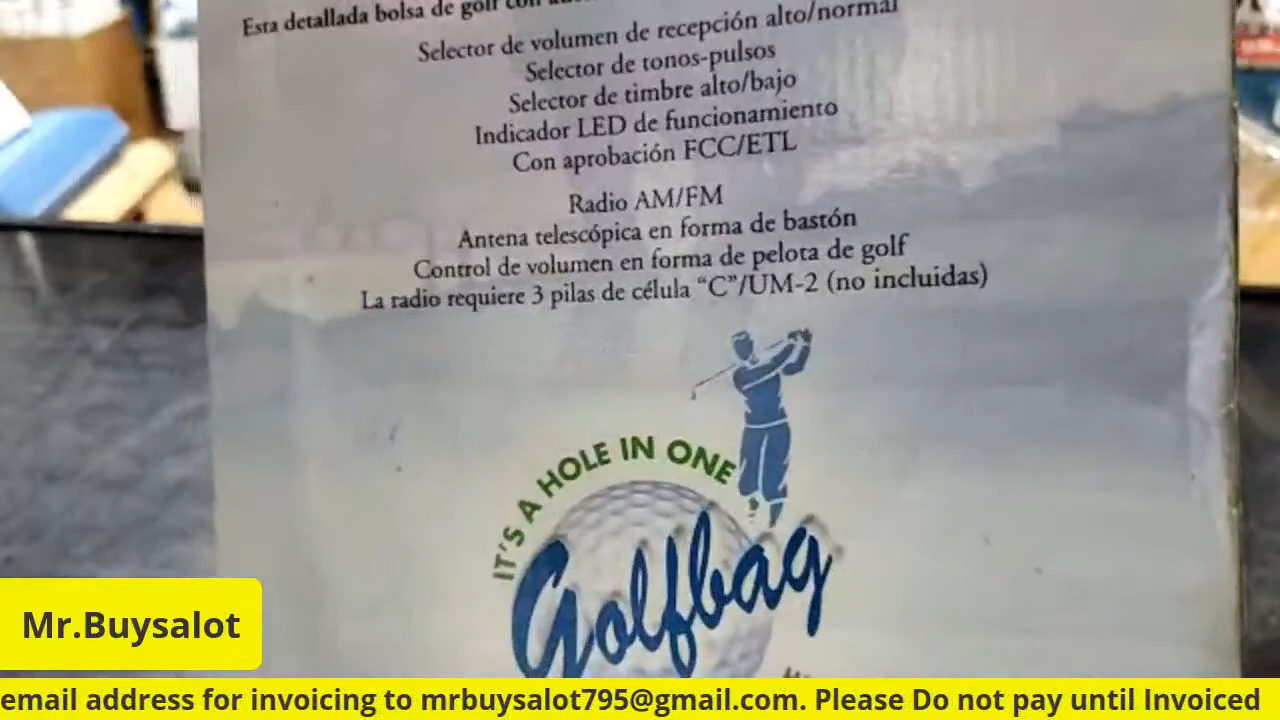 Esta detallada bolsa de golf con
Selector de volumen de recepción alto/normal
Selector de tonos-pulsos
Selector de timbre alto/bajo
Indicador LED de funcionamiento
Con aprobación FCC/ETL
Radio AM/FM
Antena telescópica en forma de bastón
Control de volumen en forma de pelota de golf
La radio requiere 3 pilas de célula “C”/UM-2 (no incluidas)
IT'S A HOLE IN ONE
Golfbag
Mr.Buysalot
email address for invoicing to mrbuysalot795@gmail.com. Please Do not pay until Invoiced